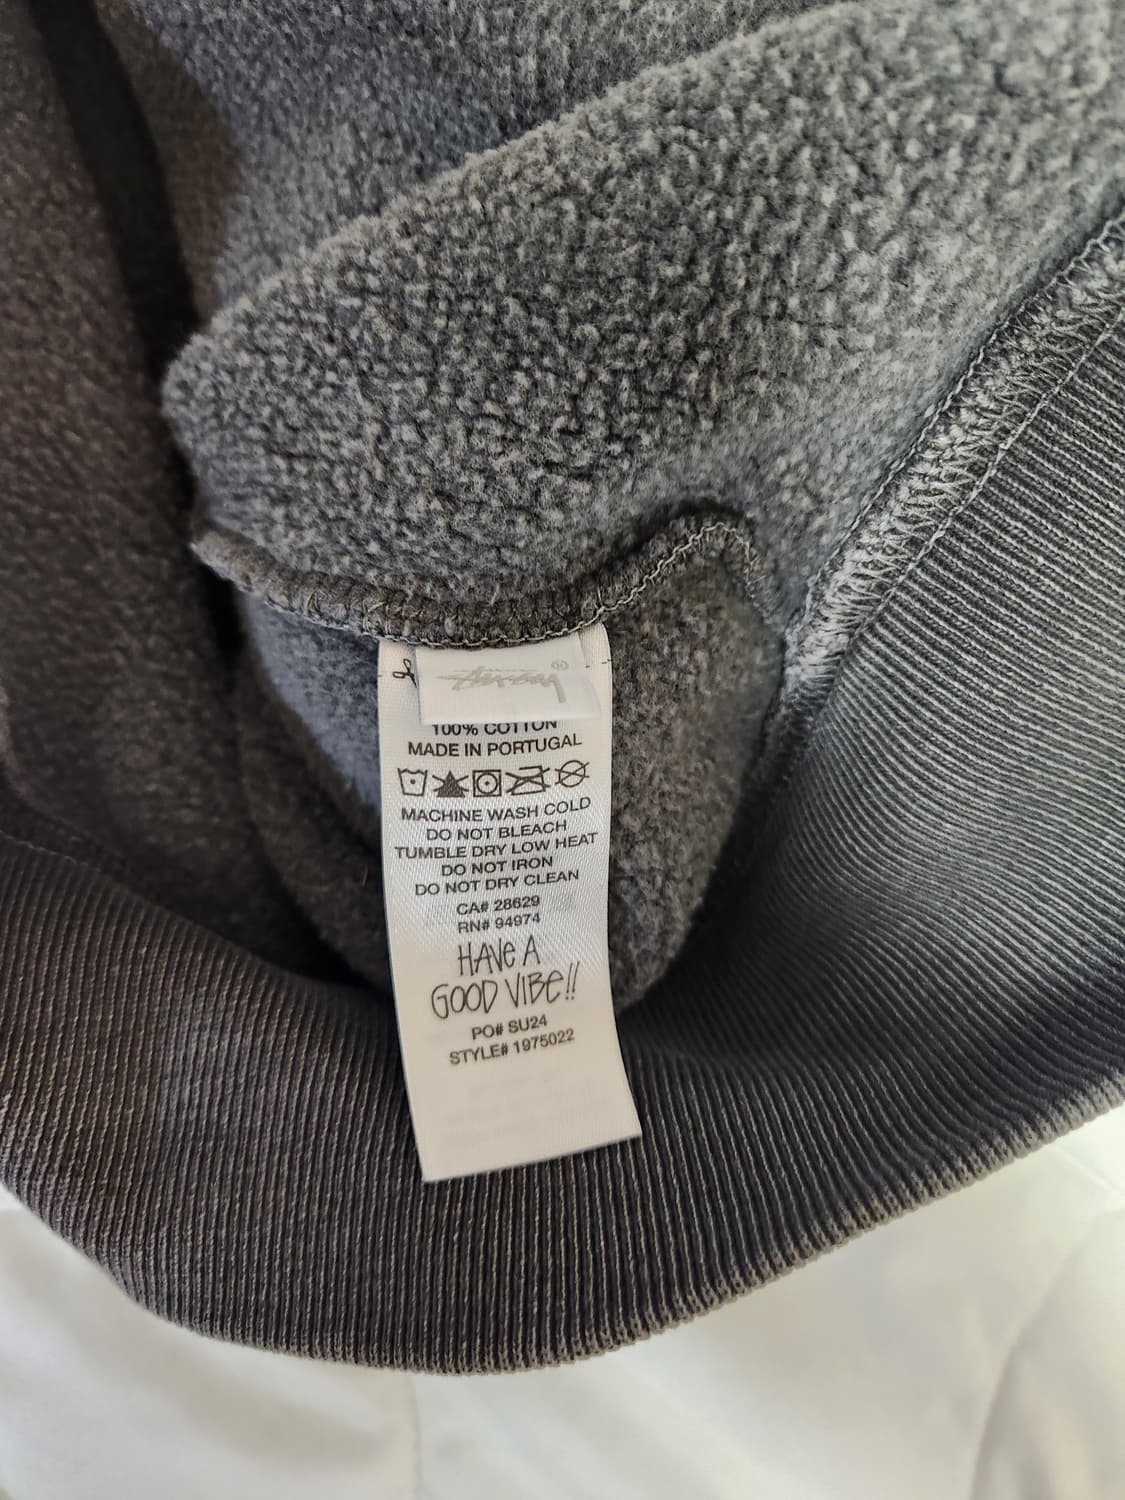 Stüssy®
100% COTTON
MADE IN PORTUGAL
MACHINE WASH COLD
DO NOT BLEACH
TUMBLE DRY LOW HEAT
DO NOT IRON
DO NOT DRY CLEAN
CA# 28629
RN# 94974
HAVE A
GOOD VIBE!!
PO# SU24
STYLE# 1975022